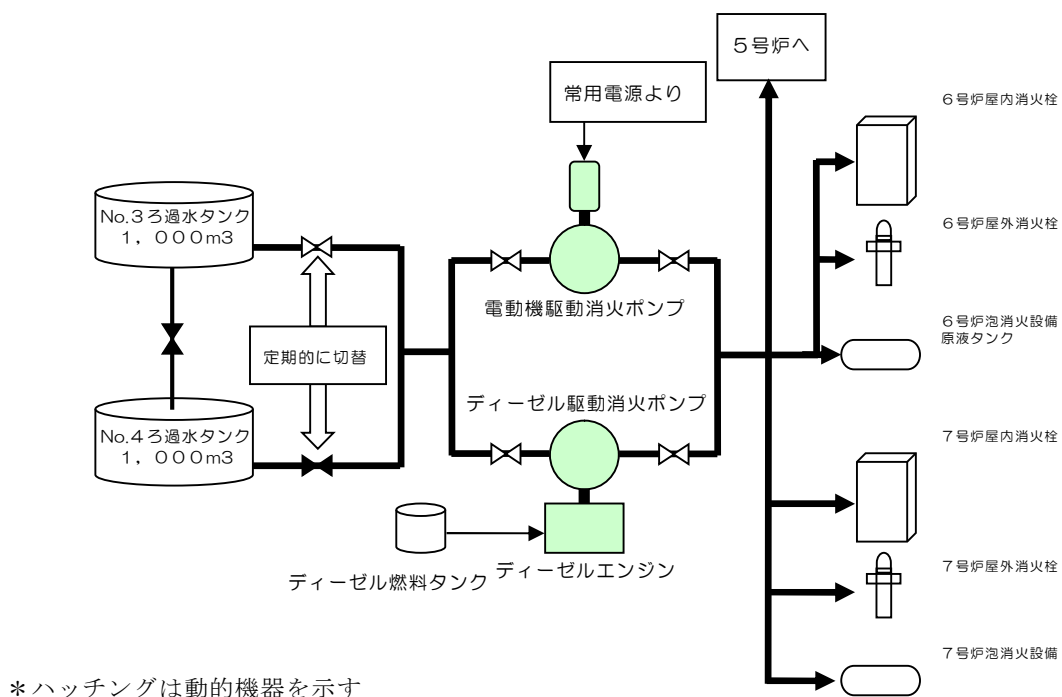 ５号炉へ
常用電源より
６号炉屋内消火栓
No.３ろ過水タンク
１，０００m3
６号炉屋外消火栓
電動機駆動消火ポンプ
６号炉泡消火設備
原液タンク
定期的に切替
ディーゼル駆動消火ポンプ
No.４ろ過水タンク
１，０００m3
７号炉屋内消火栓
ディーゼル燃料タンク
ディーゼルエンジン
７号炉屋外消火栓
７号炉泡消火設備
＊ハッチングは動的機器を示す